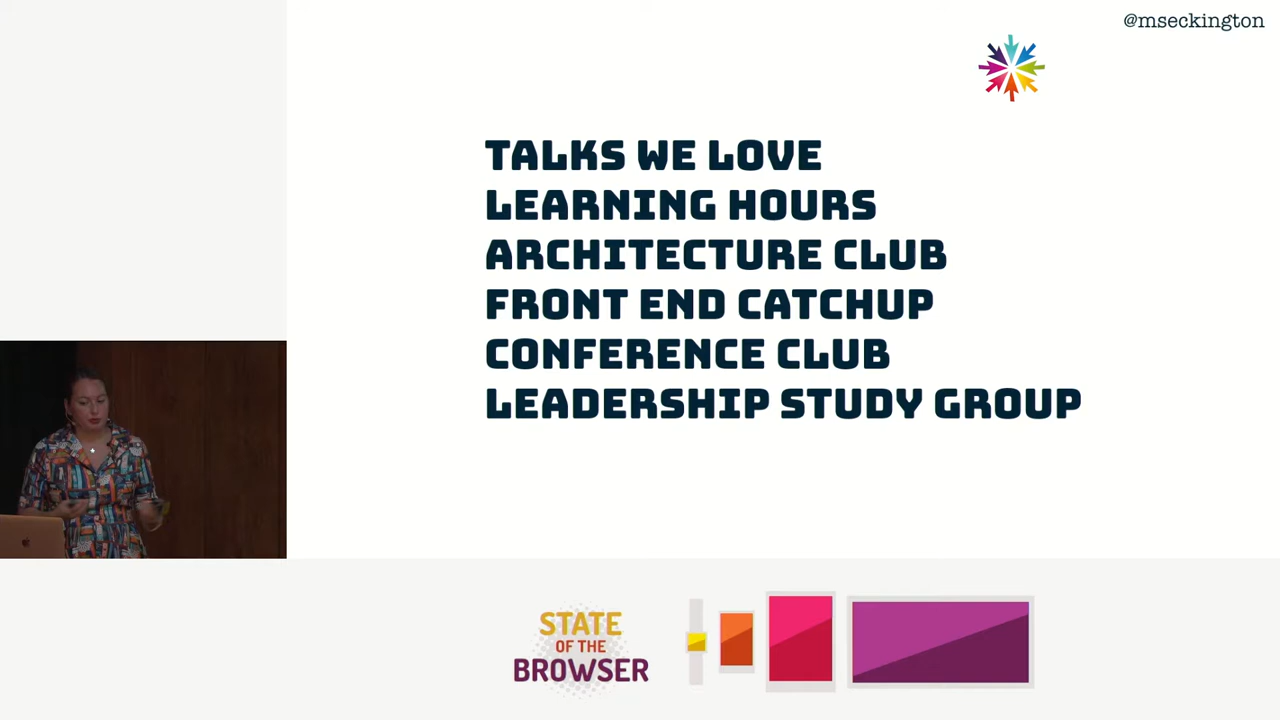 @mseckington
TALKS WE LOVE
LEARNING HOURS
ARCHITECTURE CLUB
FRONT END CATCHUP
CONFERENCE CLUB
LEADERSHIP STUDY GROUP
STATE
OF THE
BROWSER